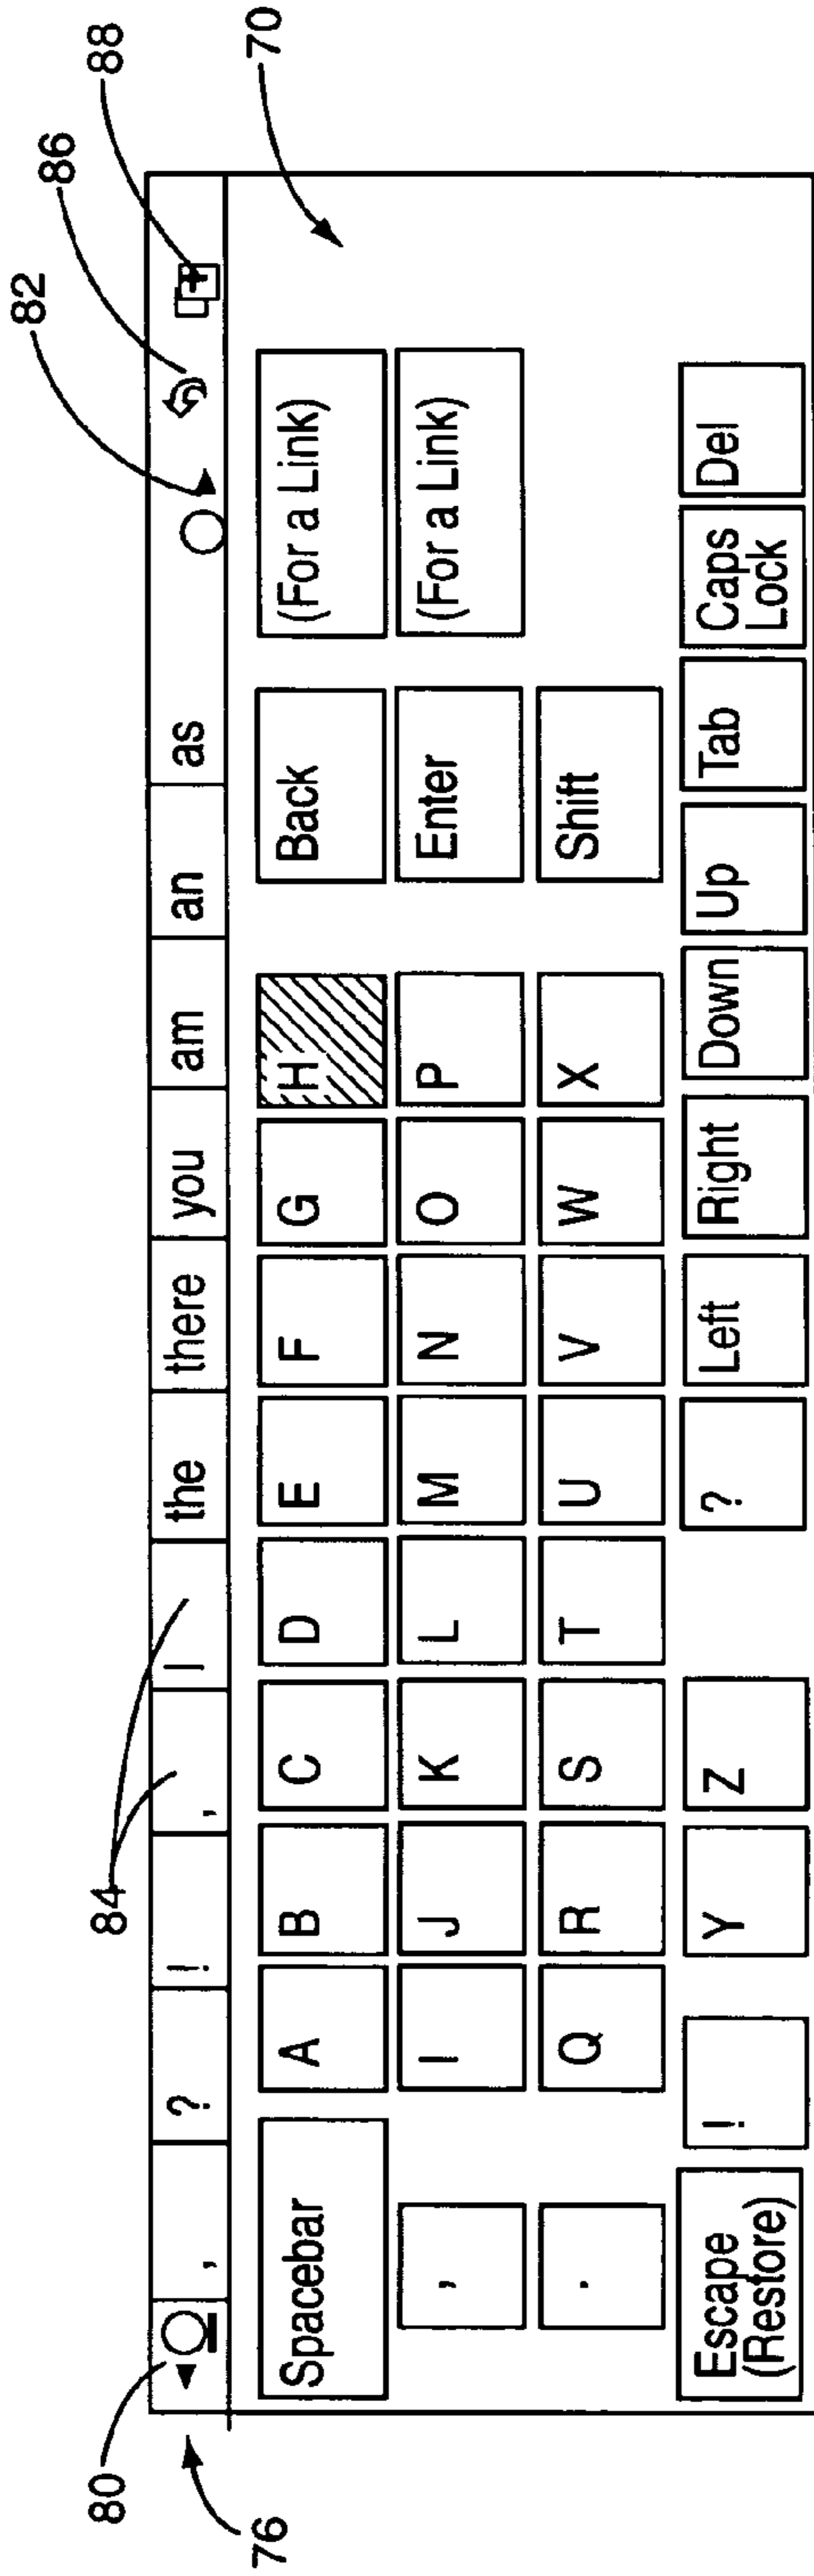 88
86
82
70
84
80
76
, ? ! , I the there you am an as
Spacebar A B C D E F G H Back (For a Link)
, I J K L M N O P Enter (For a Link)
. Q R S T U V W X Shift
Escape
(Restore) ! Y Z ? Left Right Down Up Tab Caps
Lock Del